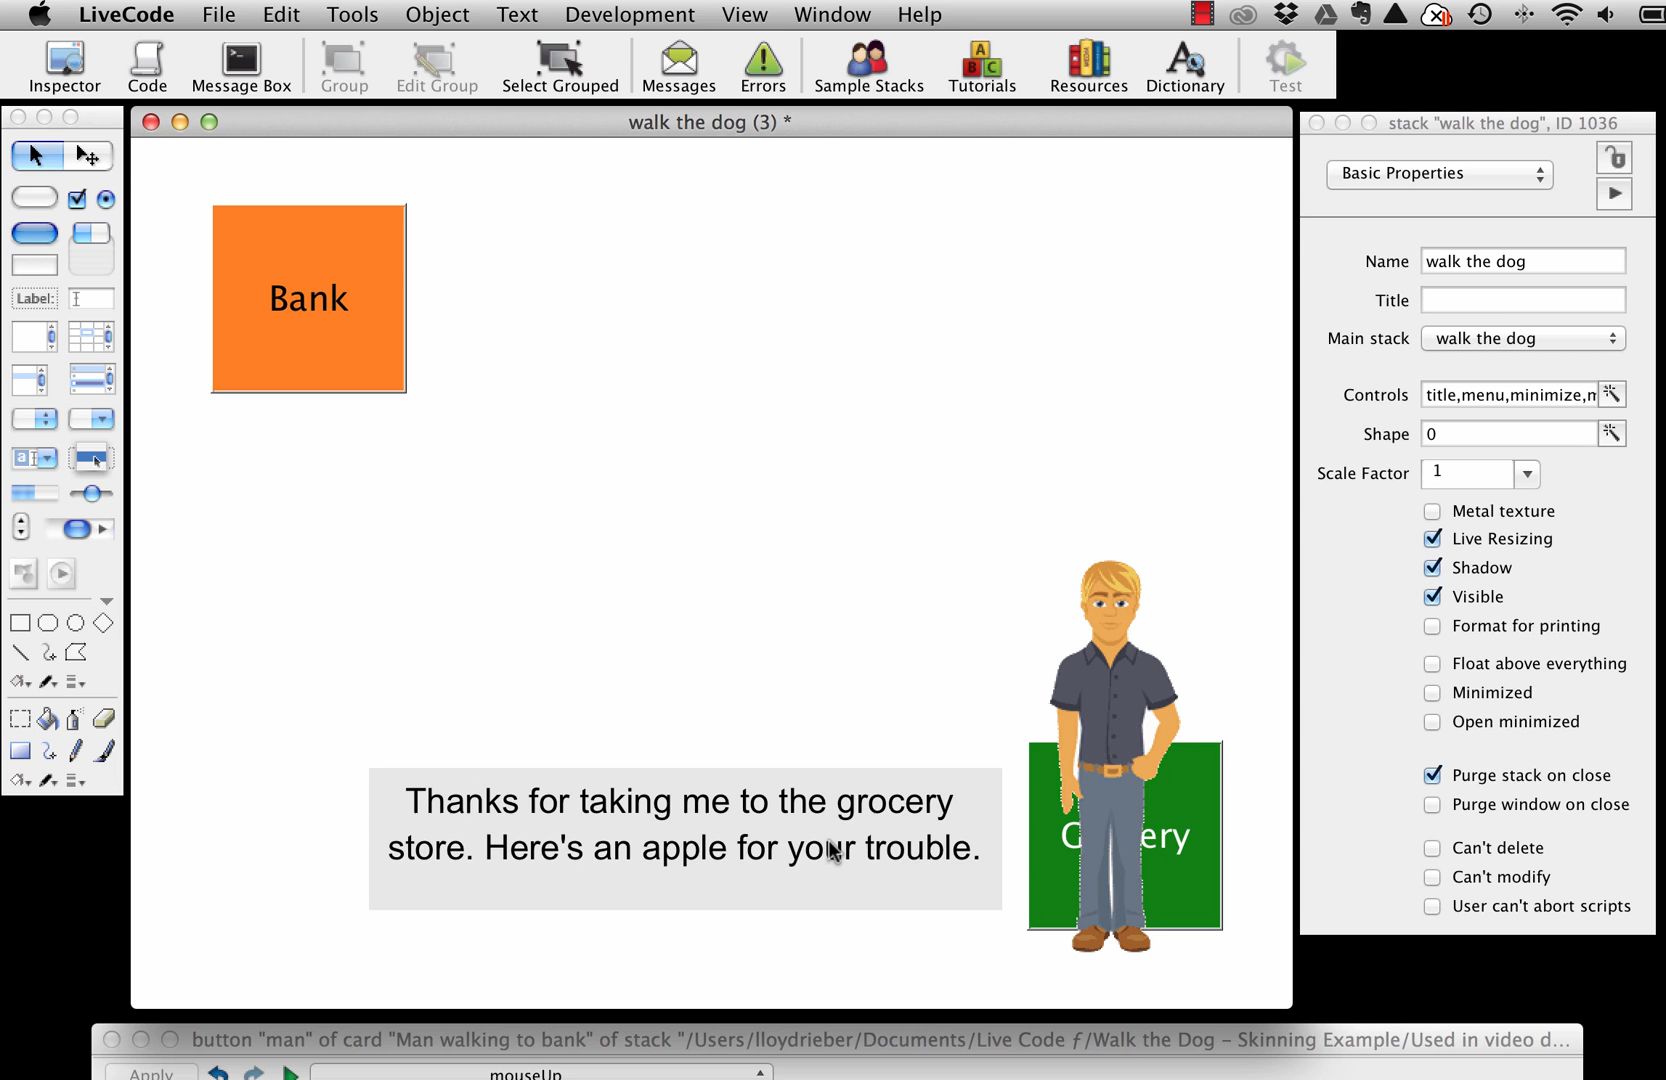 LiveCode File Edit Tools Object Text Development View Window Help
Inspector Code Message Box Group Edit Group Select Grouped Messages Errors Sample Stacks Tutorials Resources Dictionary Test
walk the dog (3) *
stack "walk the dog", ID 1036
Basic Properties
Label:
Bank
Name walk the dog
Title
Main stack walk the dog
Controls title,menu,minimize,m
Shape 0
Scale Factor 1
Metal texture
Live Resizing
Shadow
Visible
Format for printing
Float above everything
Minimized
Open minimized
Purge stack on close
Purge window on close
Can't delete
Can't modify
User can't abort scripts
Thanks for taking me to the grocery
store. Here's an apple for your trouble.
button "man" of card "Man walking to bank" of stack "/Users/lloydrieber/Documents/Live Code ƒ/Walk the Dog – Skinning Example/Used in video d...
Apply mouseUp